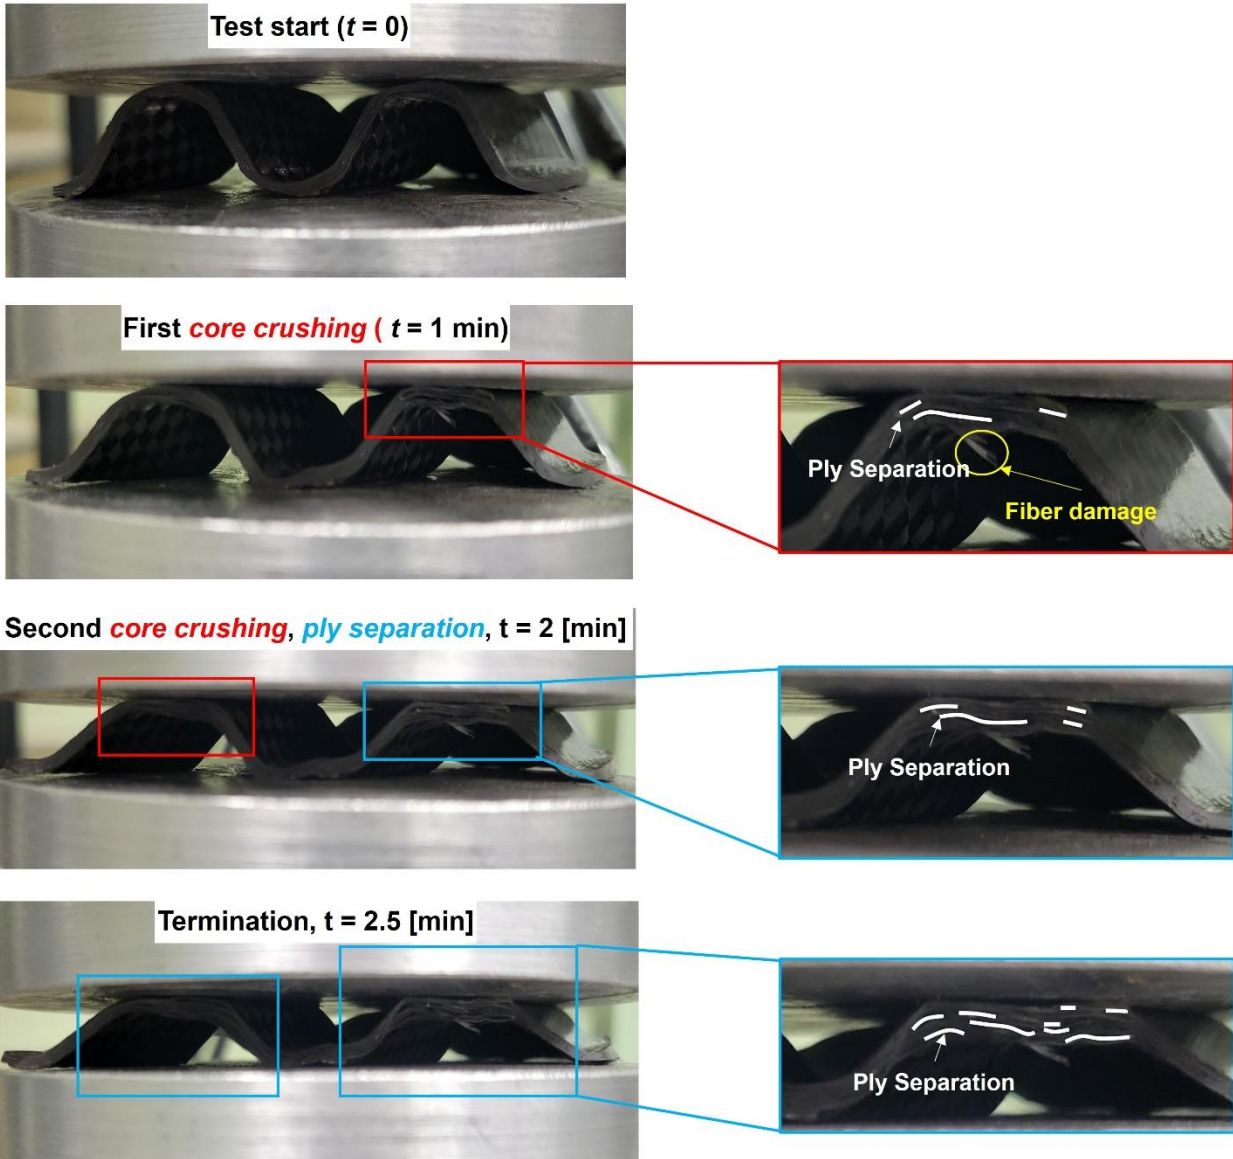 Test start (t = 0)
First core crushing ( t = 1 min)
Ply Separation
Fiber damage
Second core crushing, ply separation, t = 2 [min]
Ply Separation
Termination, t = 2.5 [min]
Ply Separation